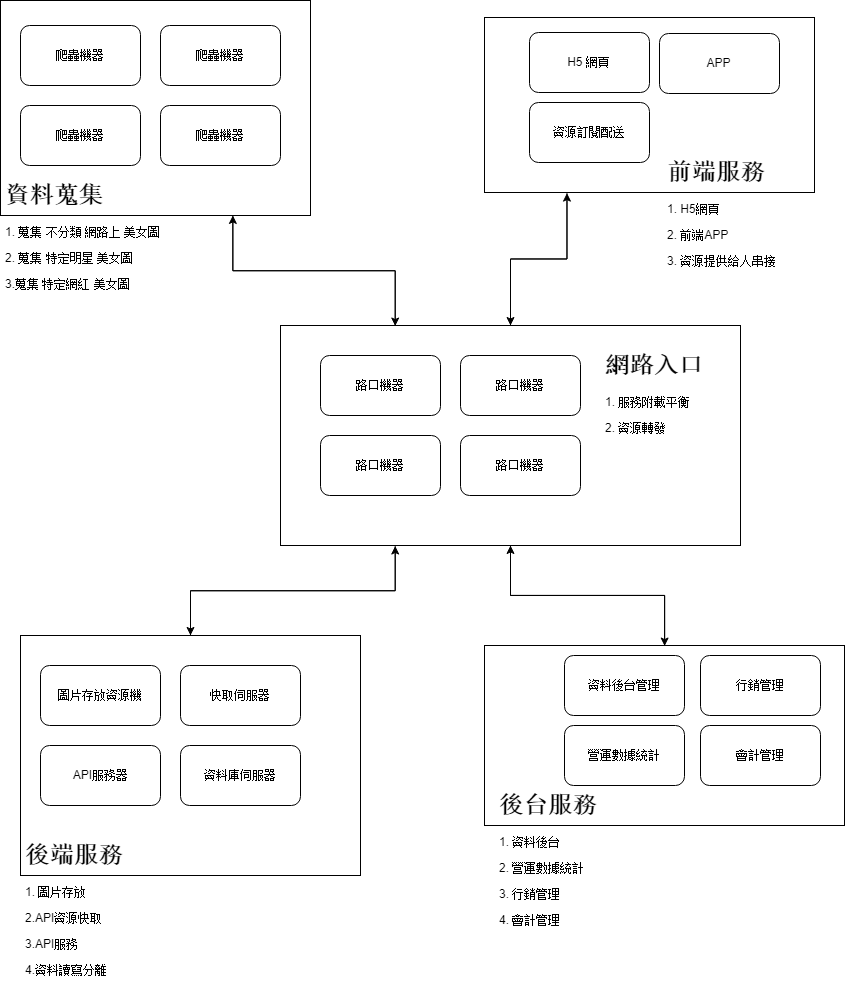 爬蟲機器
爬蟲機器
爬蟲機器
爬蟲機器
資料蒐集
1. 蒐集 不分類 網路上 美女圖
2. 蒐集 特定明星 美女圖
3.蒐集 特定網紅 美女圖
H5 網頁
APP
資源訂閱配送
前端服務
1. H5網頁
2. 前端APP
3. 資源提供給人串接
路口機器
路口機器
路口機器
路口機器
網路入口
1. 服務附載平衡
2. 資源轉發
圖片存放資源機
快取伺服器
API服務器
資料庫伺服器
後端服務
1. 圖片存放
2.API資源快取
3.API服務
4.資料讀寫分離
資料後台管理
行銷管理
營運數據統計
會計管理
後台服務
1. 資料後台
2. 營運數據統計
3. 行銷管理
4. 會計管理